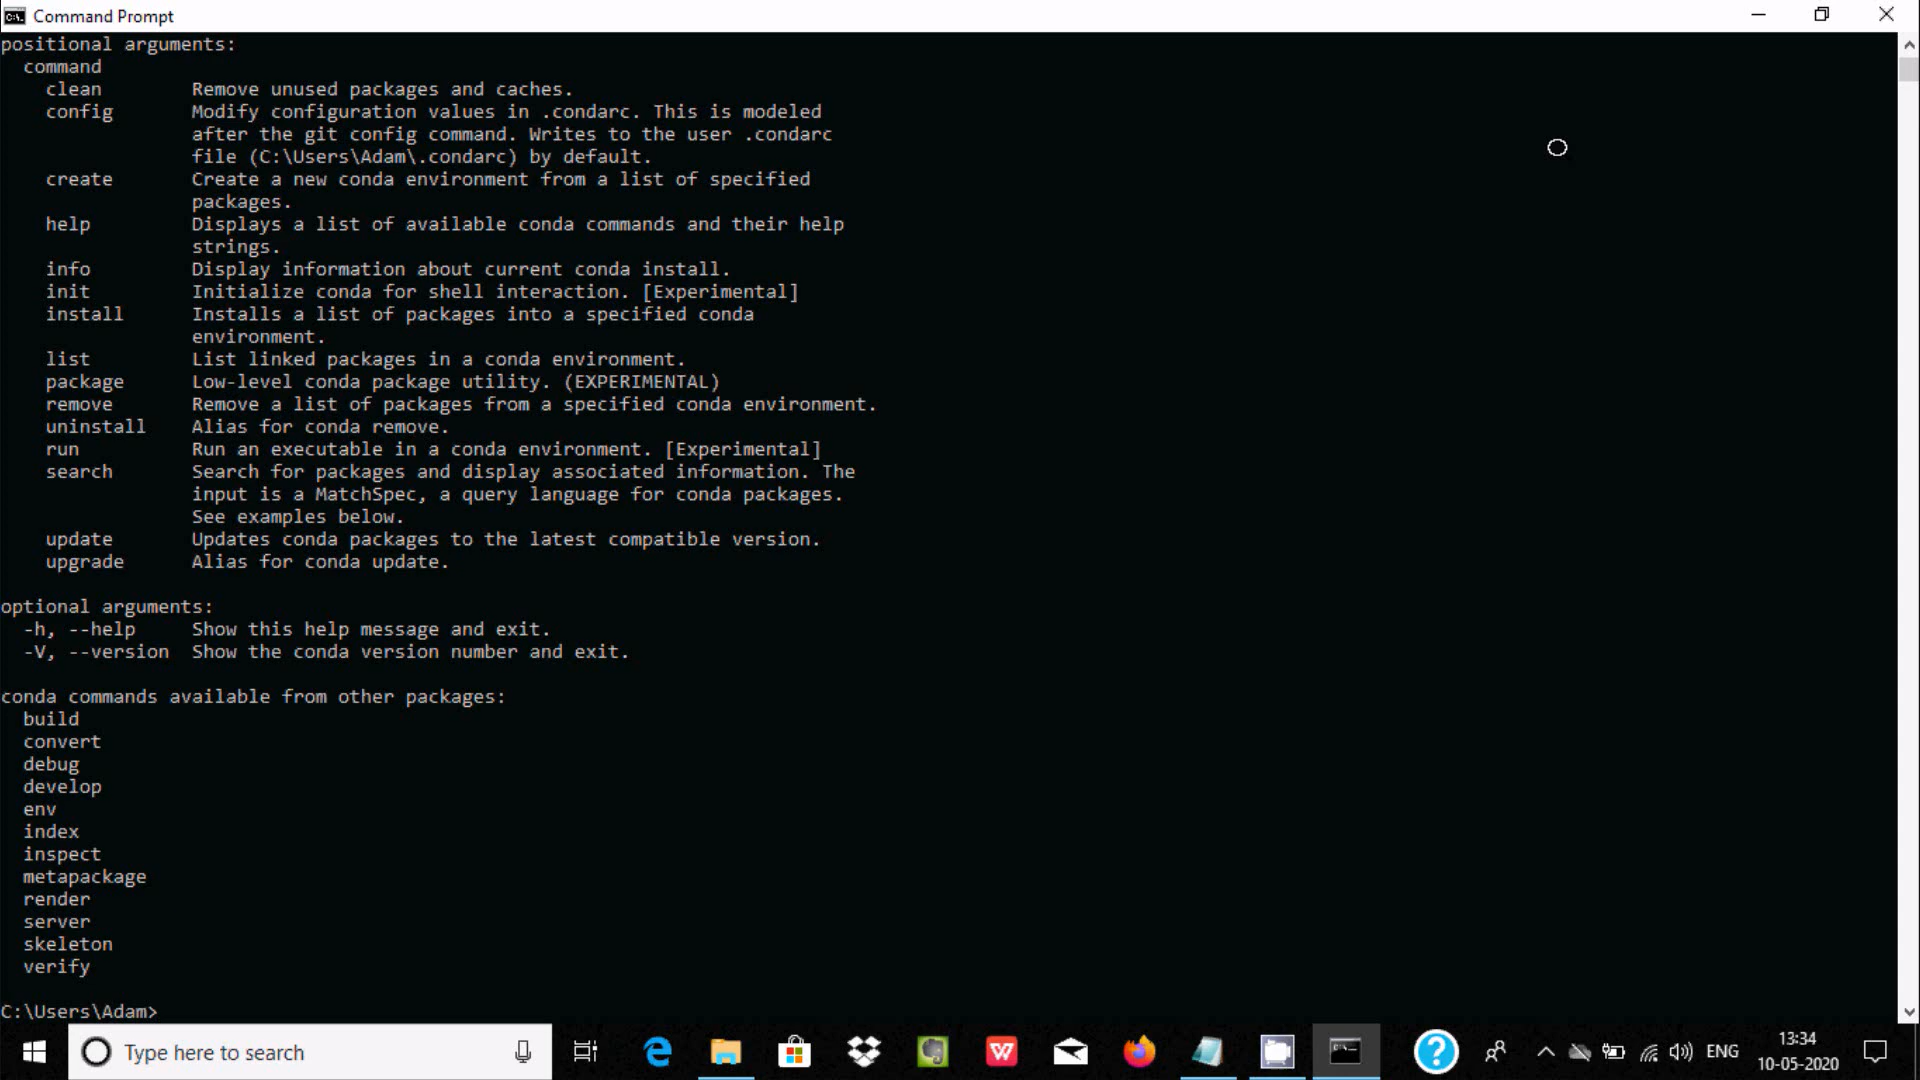 Command Prompt
positional arguments:
command
clean Remove unused packages and caches.
config Modify configuration values in .condarc. This is modeled
after the git config command. Writes to the user .condarc
file (C:\Users\Adam\.condarc) by default.
create Create a new conda environment from a list of specified
packages.
help Displays a list of available conda commands and their help
strings.
info Display information about current conda install.
init Initialize conda for shell interaction. [Experimental]
install Installs a list of packages into a specified conda
environment.
list List linked packages in a conda environment.
package Low-level conda package utility. (EXPERIMENTAL)
remove Remove a list of packages from a specified conda environment.
uninstall Alias for conda remove.
run Run an executable in a conda environment. [Experimental]
search Search for packages and display associated information. The
input is a MatchSpec, a query language for conda packages.
See examples below.
update Updates conda packages to the latest compatible version.
upgrade Alias for conda update.
optional arguments:
-h, --help Show this help message and exit.
-V, --version Show the conda version number and exit.
conda commands available from other packages:
build
convert
debug
develop
env
index
inspect
metapackage
render
server
skeleton
verify
C:\Users\Adam>
Type here to search
ENG
13:34
10-05-2020